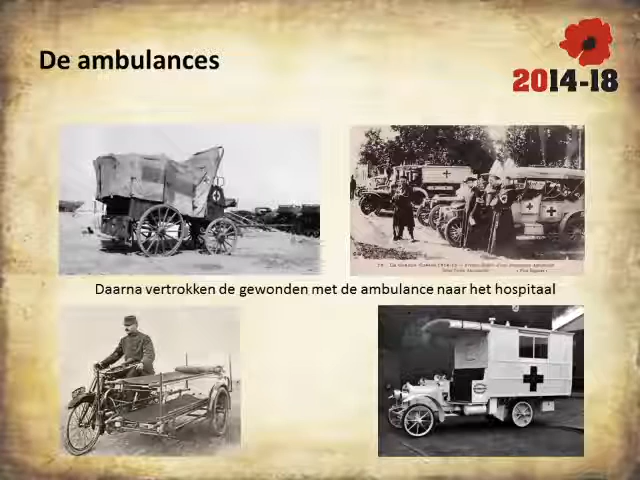 De ambulances
2014-18
Daarna vertrokken de gewonden met de ambulance naar het hospitaal